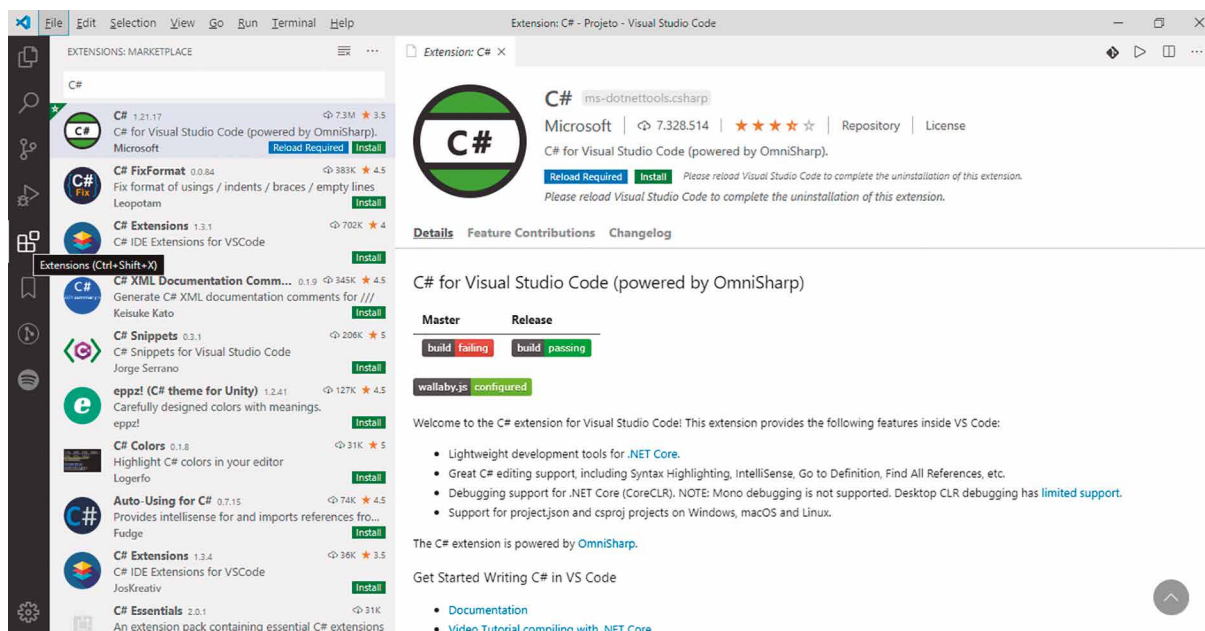 File Edit Selection View Go Run Terminal Help
Extension: C# - Projeto - Visual Studio Code
EXTENSIONS: MARKETPLACE
C#
C# 1.21.17 7.3M 3.5
C# for Visual Studio Code (powered by OmniSharp).
Microsoft Reload Required Install
C# FixFormat 0.0.84 383K 4.5
Fix format of usings / indents / braces / empty lines
Leopotam Install
C# Extensions 1.3.1 702K 4
C# IDE Extensions for VSCode
Install
Extensions (Ctrl+Shift+X)
C# XML Documentation Comm... 0.1.9 345K 4.5
Generate C# XML documentation comments for ///
Keisuke Kato Install
C# Snippets 0.3.1 206K 5
C# Snippets for Visual Studio Code
Jorge Serrano Install
eppz! (C# theme for Unity) 1.2.41 127K 4.5
Carefully designed colors with meanings.
eppz! Install
C# Colors 0.1.8 31K 5
Highlight C# colors in your editor
Logerfo Install
Auto-Using for C# 0.7.15 74K 4.5
Provides intellisense for and imports references fro...
Fudge Install
C# Extensions 1.3.4 36K 3.5
C# IDE Extensions for VSCode
JosKreativ Install
C# Essentials 2.0.1 31K
An extension pack containing essential C# extensions
Extension: C#
C#
C# ms-dotnettools.csharp
Microsoft 7.328.514 Repository License
C# for Visual Studio Code (powered by OmniSharp).
Reload Required Install Please reload Visual Studio Code to complete the uninstallation of this extension.
Please reload Visual Studio Code to complete the uninstallation of this extension.
Details Feature Contributions Changelog
C# for Visual Studio Code (powered by OmniSharp)
Master Release
build failing build passing
wallaby.js configured
Welcome to the C# extension for Visual Studio Code! This extension provides the following features inside VS Code:
• Lightweight development tools for .NET Core.
• Great C# editing support, including Syntax Highlighting, IntelliSense, Go to Definition, Find All References, etc.
• Debugging support for .NET Core (CoreCLR). NOTE: Mono debugging is not supported. Desktop CLR debugging has limited support.
• Support for project.json and csproj projects on Windows, macOS and Linux.
The C# extension is powered by OmniSharp.
Get Started Writing C# in VS Code
• Documentation
• Video Tutorial compiling with .NET Core